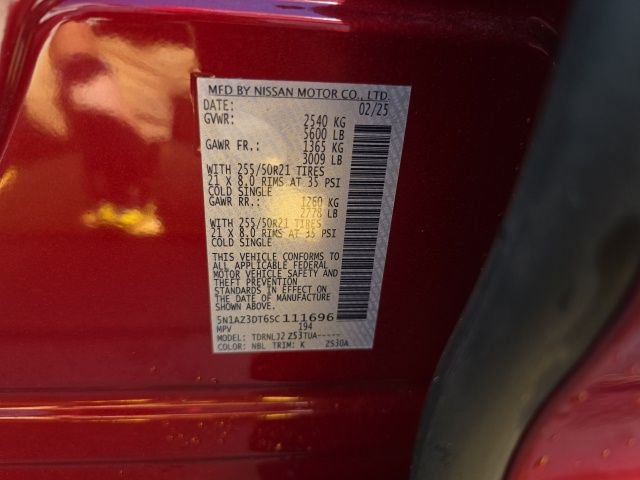 MFD BY NISSAN MOTOR CO., LTD.
DATE: 02/25
GVWR: 2540 KG
5600 LB
GAWR FR.: 1365 KG
3009 LB
WITH 255/50R21 TIRES
21 X 8.0 RIMS AT 35 PSI
COLD SINGLE
GAWR RR.: 1260 KG
2778 LB
WITH 255/50R21 TIRES
21 X 8.0 RIMS AT 35 PSI
COLD SINGLE
THIS VEHICLE CONFORMS TO
ALL APPLICABLE FEDERAL
MOTOR VEHICLE SAFETY AND
THEFT PREVENTION
STANDARDS IN EFFECT ON
THE DATE OF MANUFACTURE
SHOWN ABOVE.
5N1AZ3DT6SC111696
MPV 194
MODEL: TDRNLJ2 Z53TUA-----
COLOR: NBL TRIM: K Z530A